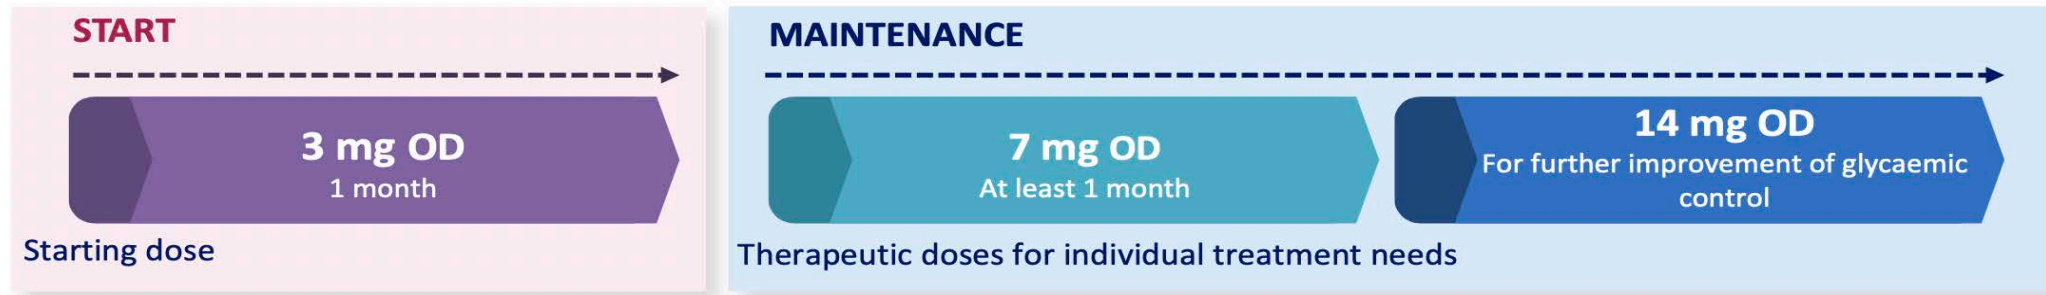 START
3 mg OD
1 month
Starting dose
MAINTENANCE
7 mg OD
At least 1 month
14 mg OD
For further improvement of glycaemic
control
Therapeutic doses for individual treatment needs